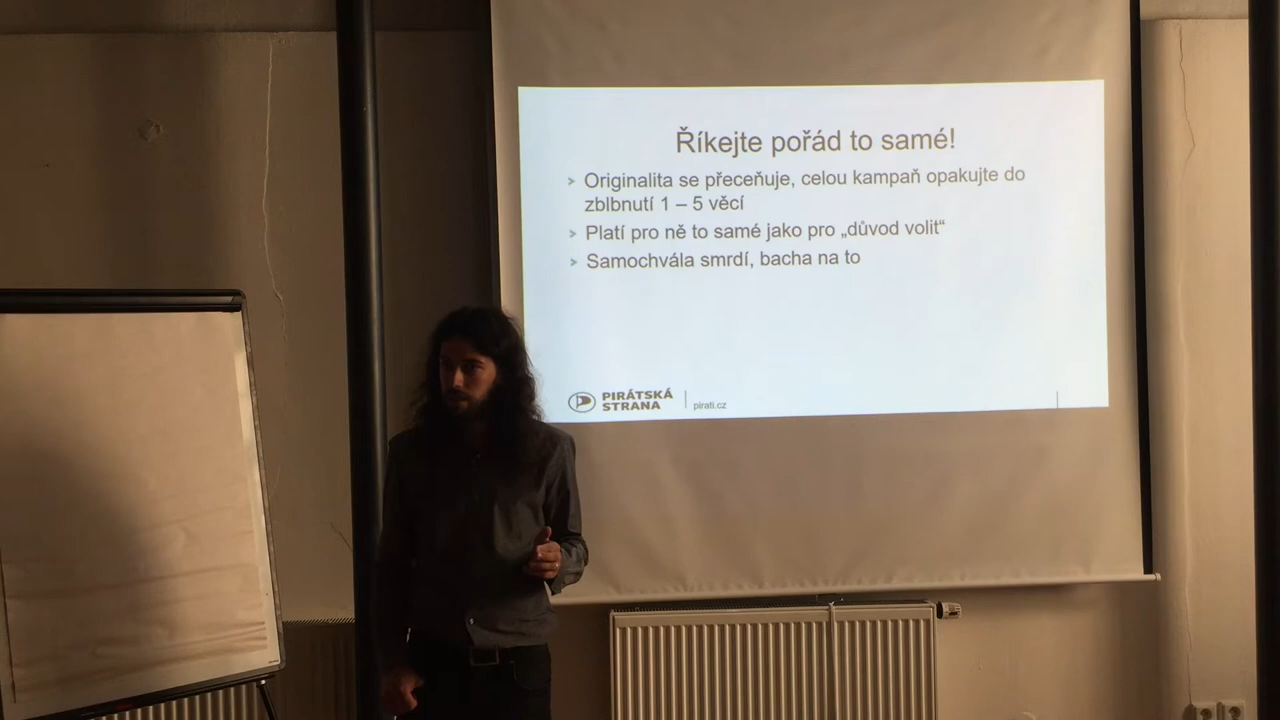 Říkejte pořád to samé!
> Originalita se přeceňuje, celou kampaň opakujte do
zblbnutí 1 – 5 věcí
> Platí pro ně to samé jako pro „důvod volit“
> Samochvála smrdí, bacha na to
PIRÁTSKÁ
STRANA
pirati.cz